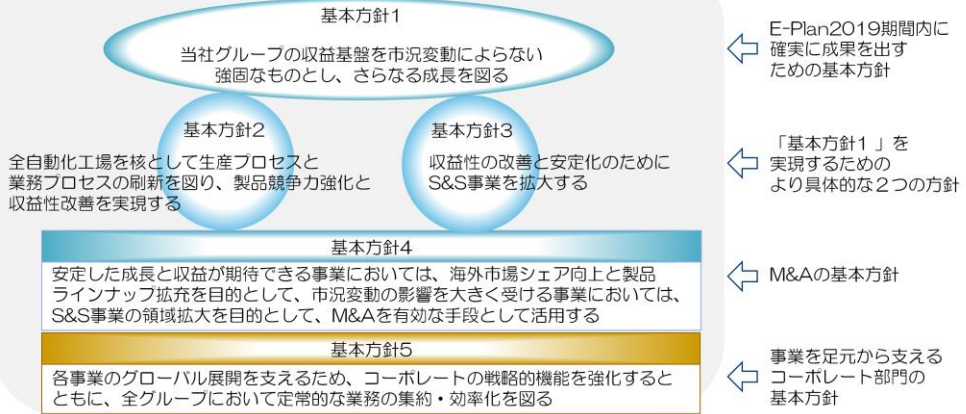 基本方針1
当社グループの収益基盤を市況変動によらない
強固なものとし、さらなる成長を図る
E-Plan2019期間内に
確実に成果を出す
ための基本方針
基本方針2
全自動化工場を核として生産プロセスと
業務プロセスの刷新を図り、製品競争力強化と
収益性改善を実現する
基本方針3
収益性の改善と安定化のために
S&S事業を拡大する
「基本方針1 」を
実現するための
より具体的な2つの方針
基本方針4
安定した成長と収益が期待できる事業においては、海外市場シェア向上と製品
ラインナップ拡充を目的として、市況変動の影響を大きく受ける事業においては、
S&S事業の領域拡大を目的として、M&Aを有効な手段として活用する
M&Aの基本方針
基本方針5
各事業のグローバル展開を支えるため、コーポレートの戦略的機能を強化すると
ともに、全グループにおいて定常的な業務の集約・効率化を図る
事業を足元から支える
コーポレート部門の
基本方針